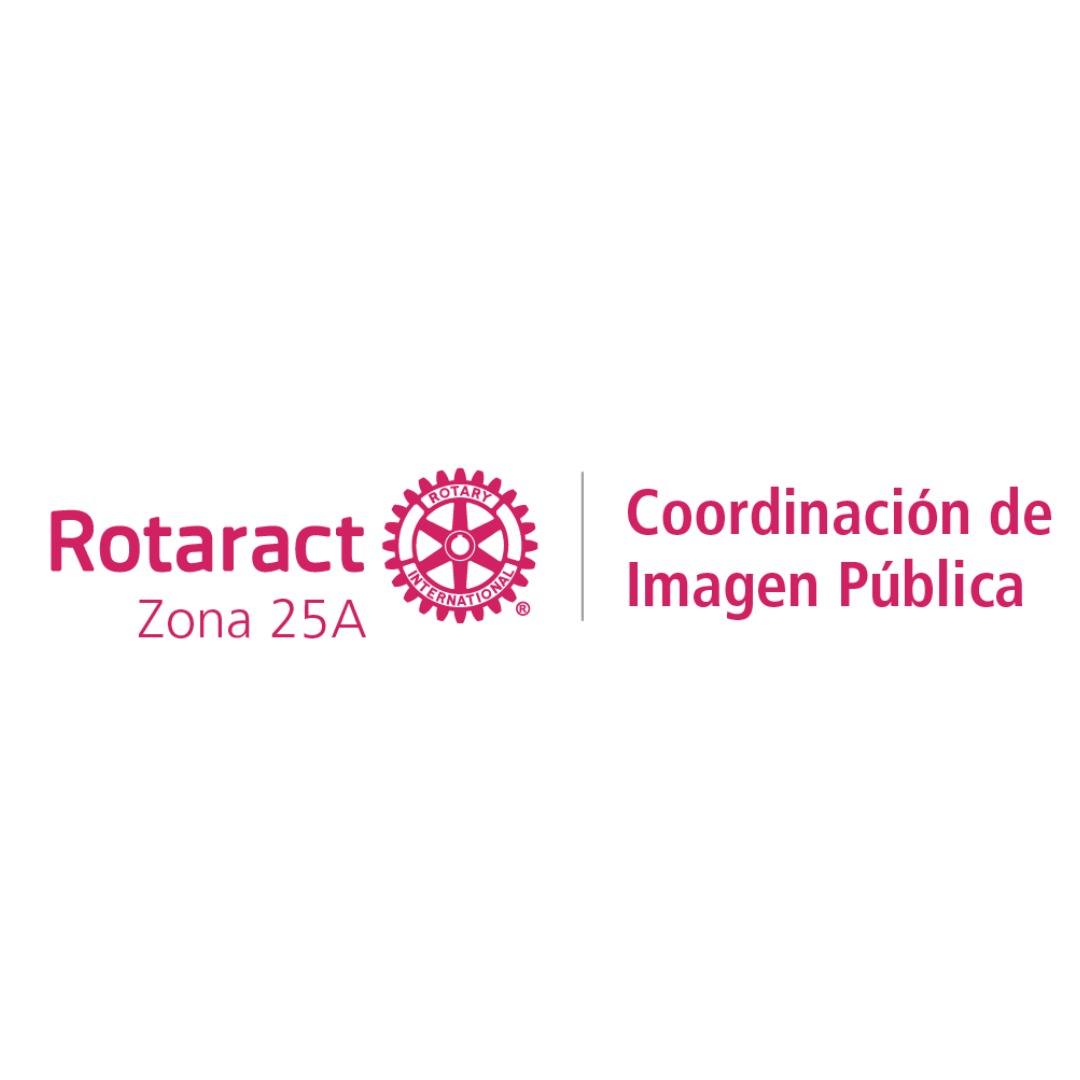 Rotaract
Zona 25A
ROTARY
INTERNATIONAL
®
Coordinación de
Imagen Pública